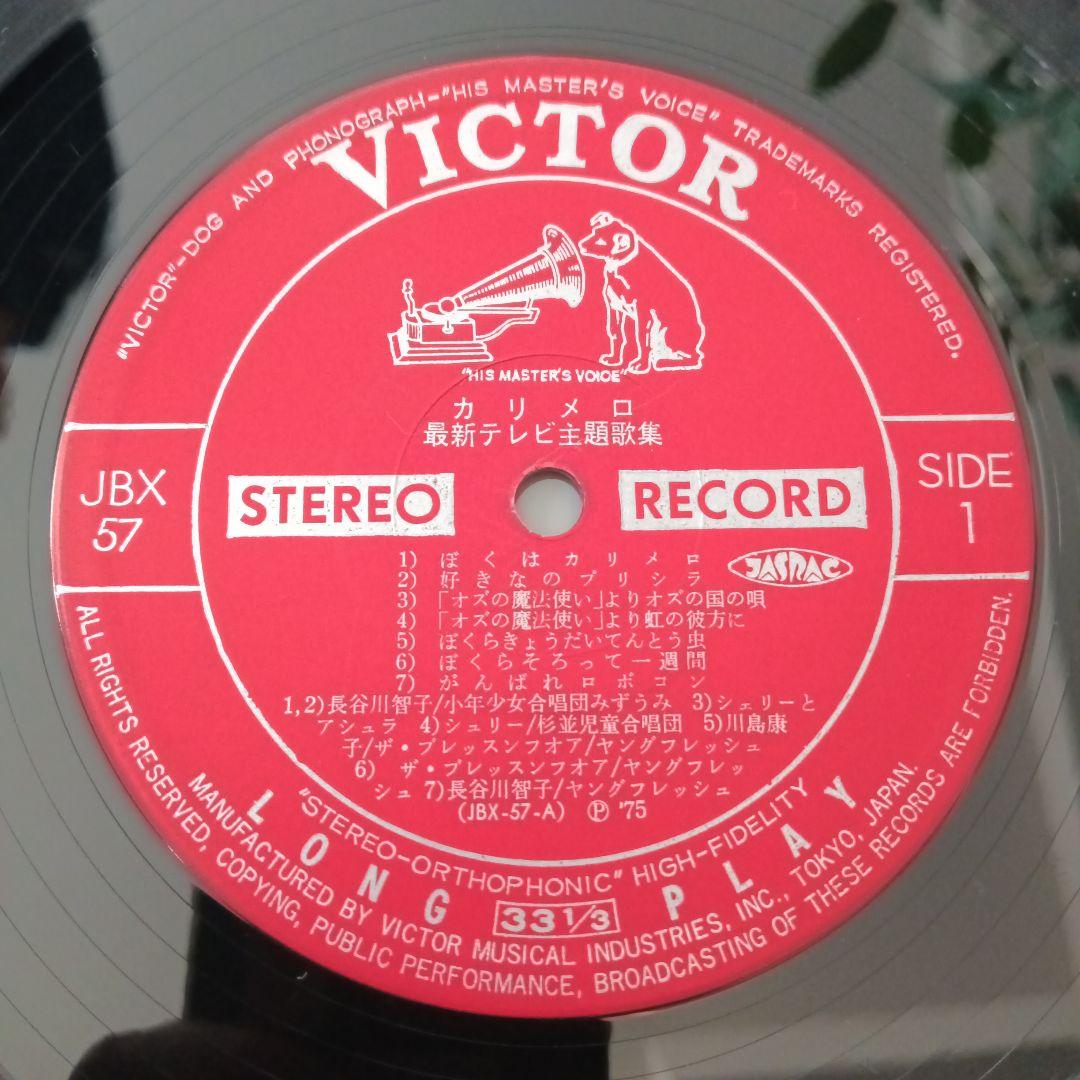 "VICTOR"-DOG AND PHONOGRAPH-"HIS MASTER'S VOICE" TRADEMARKS REGISTERED.
VICTOR
"HIS MASTER'S VOICE"
カリメロ
最新テレビ主題歌集
JBX
57
STEREO
RECORD
SIDE
1
1) ぼくはカリメロ
JASRAC
2) 好きなのプリシラ
3) 「オズの魔法使い」よりオズの国の唄
4) 「オズの魔法使い」より虹の彼方に
5) ぼくらきょうだいてんとう虫
6) ぼくらそろって一週間
7) がんばれロボコン
1,2)長谷川智子/小年少女合唱団みずうみ 3)シェリーと
アシュラ 4)シュリー/杉並児童合唱団 5)川島康
子/ザ・ブレッスンフオア/ヤングフレッシュ
6) ザ・ブレッスンフオア/ヤングフレッ
シュ 7)長谷川智子/ヤングフレッシュ
(JBX-57-A) Ⓟ '75
"STEREO-ORTHOPHONIC" HIGH-FIDELITY
LONG PLAY
33 1/3
MANUFACTURED BY VICTOR MUSICAL INDUSTRIES, INC., TOKYO, JAPAN.
ALL RIGHTS RESERVED, COPYING, PUBLIC PERFORMANCE, BROADCASTING OF THESE RECORDS ARE FORBIDDEN.